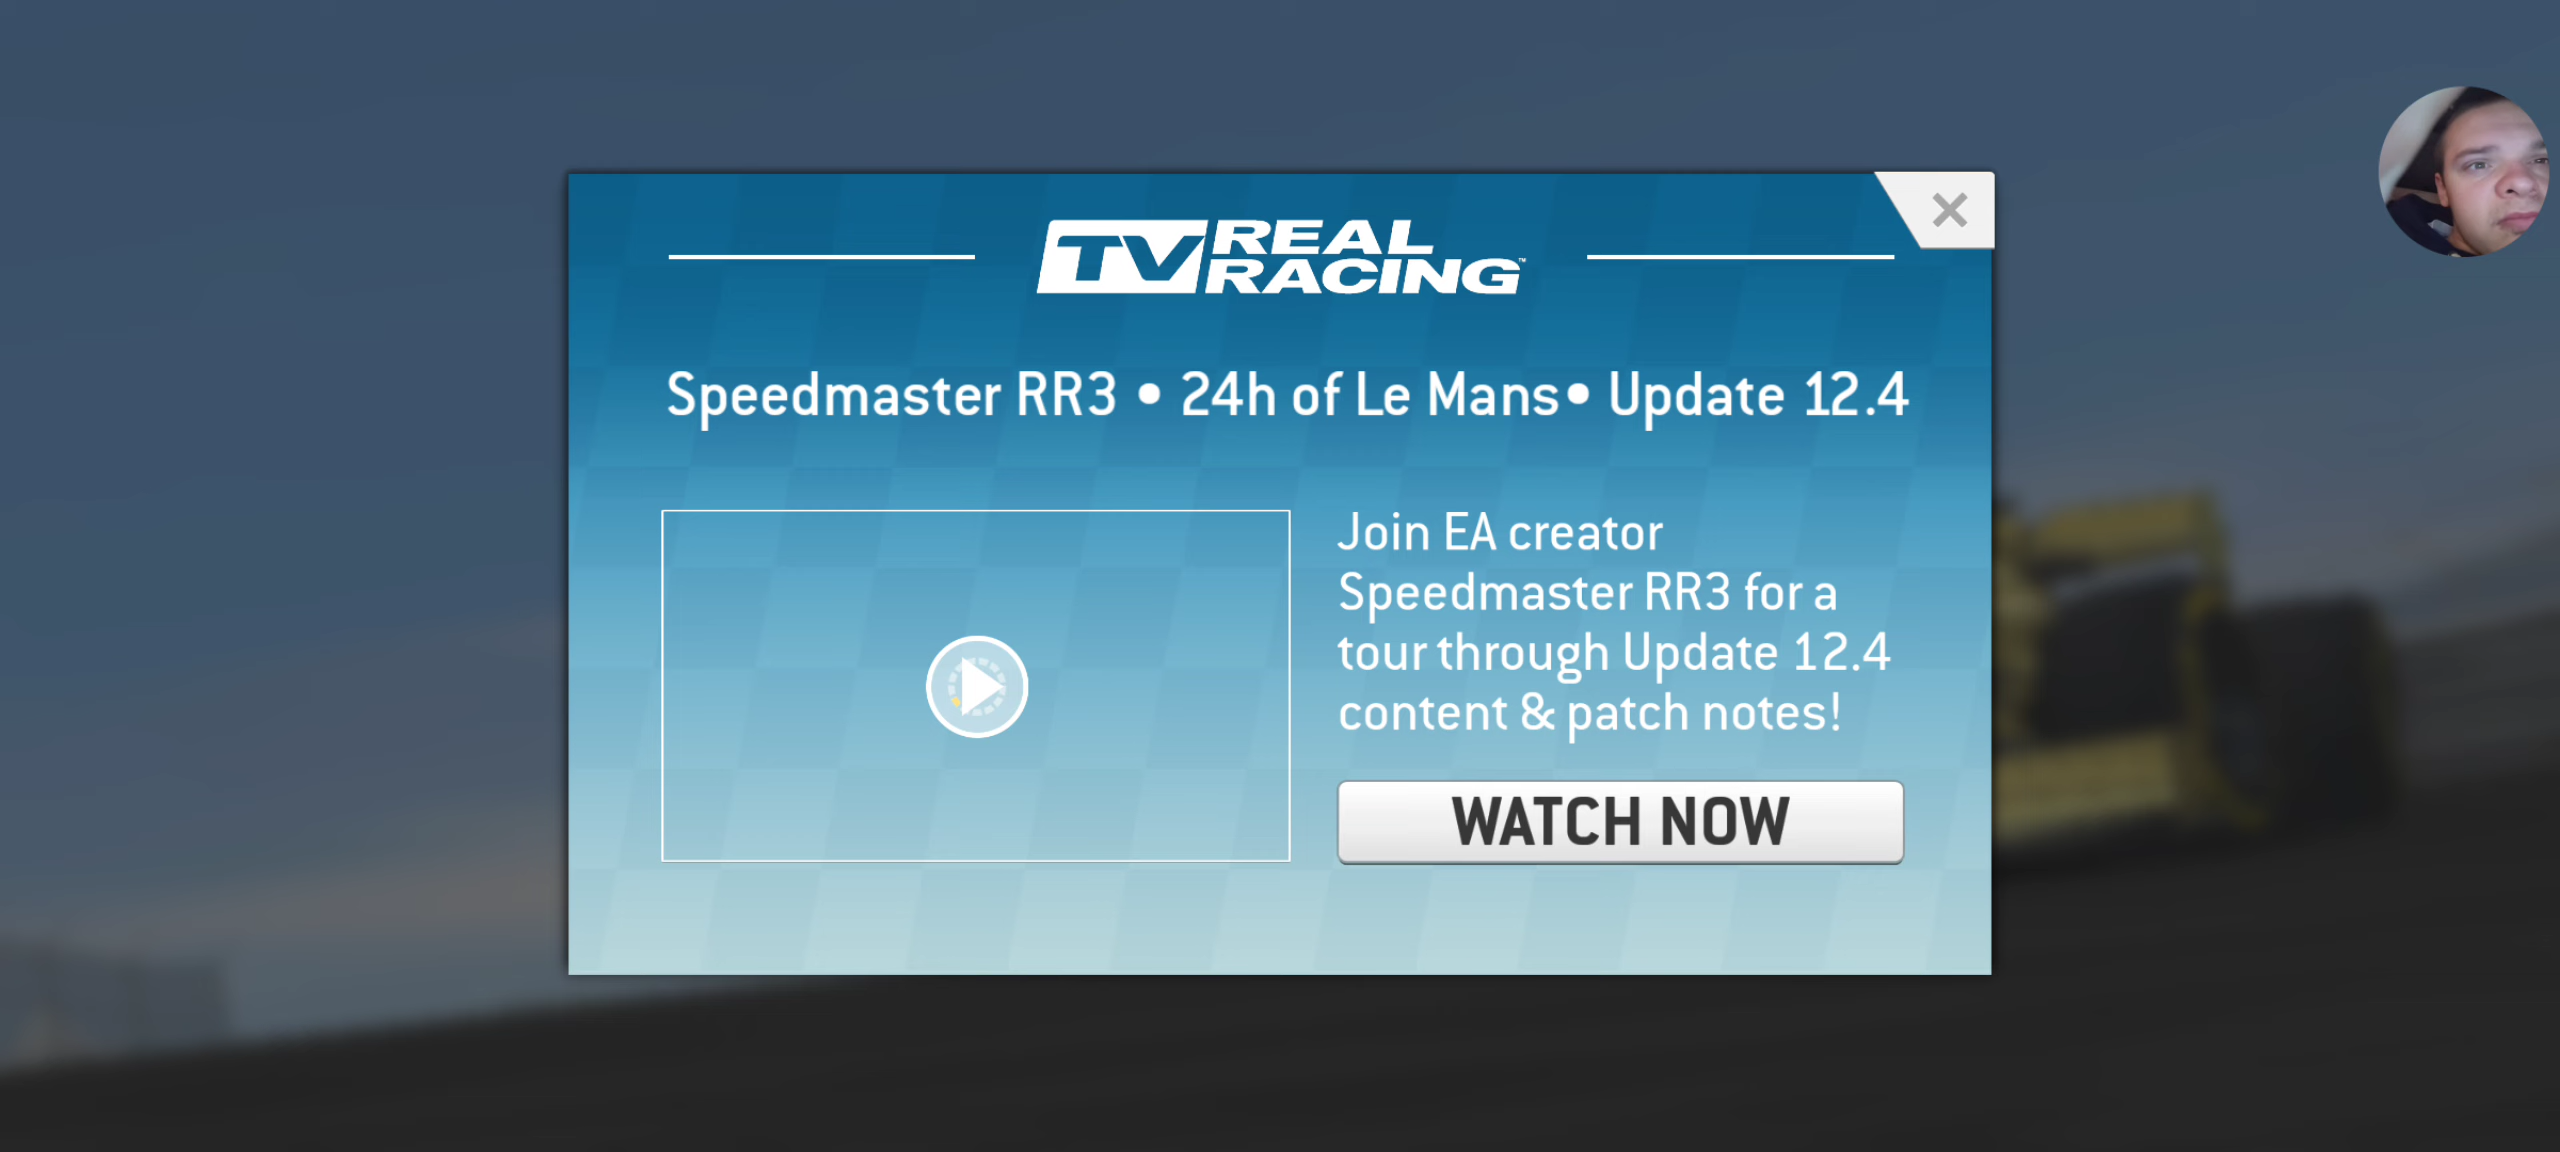 TV REAL
RACING™
Speedmaster RR3 • 24h of Le Mans• Update 12.4
Join EA creator
Speedmaster RR3 for a
tour through Update 12.4
content & patch notes!
WATCH NOW